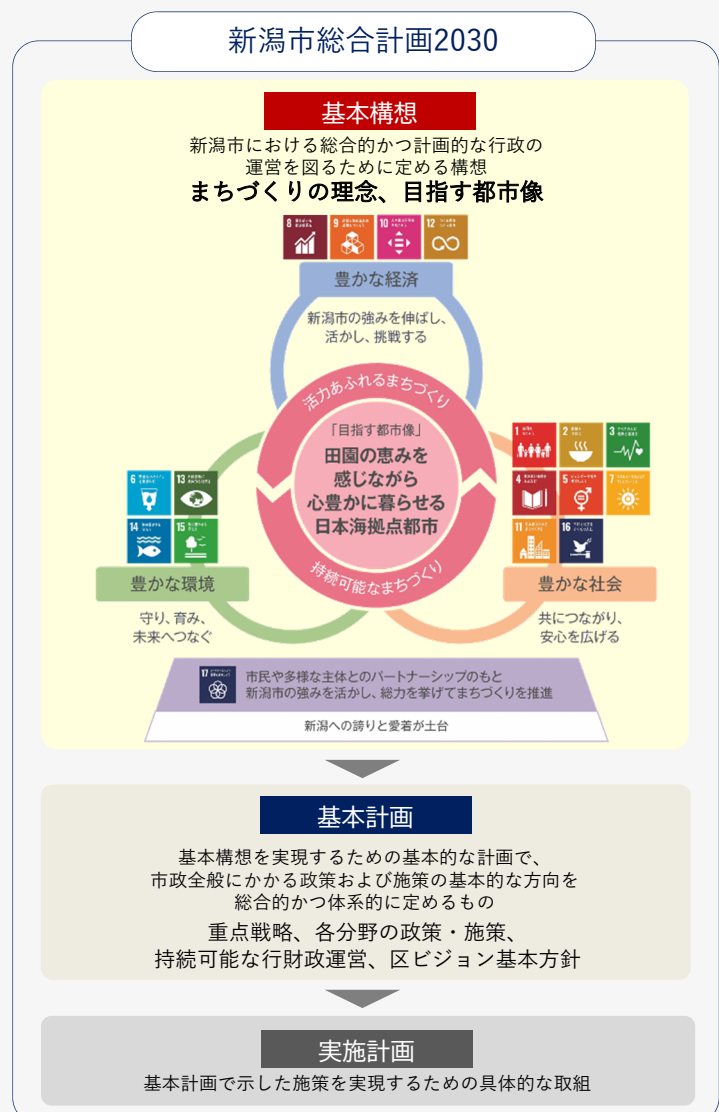 新潟市総合計画2030
基本構想
新潟市における総合的かつ計画的な行政の
運営を図るために定める構想
まちづくりの理念、目指す都市像
8
9
10
12
豊かな経済
新潟市の強みを伸ばし、
活かし、挑戦する
活力あふれるまちづくり
「目指す都市像」
田園の恵みを
感じながら
心豊かに暮らせる
日本海拠点都市
持続可能なまちづくり
6
13
14
15
豊かな環境
守り、育み、
未来へつなぐ
1
2
3
4
5
7
11
16
豊かな社会
共につながり、
安心を広げる
17
市民や多様な主体とのパートナーシップのもと
新潟市の強みを活かし、総力を挙げてまちづくりを推進
新潟への誇りと愛着が土台
基本計画
基本構想を実現するための基本的な計画で、
市政全般にかかる政策および施策の基本的な方向を
総合的かつ体系的に定めるもの
重点戦略、各分野の政策・施策、
持続可能な行財政運営、区ビジョン基本方針
実施計画
基本計画で示した施策を実現するための具体的な取組